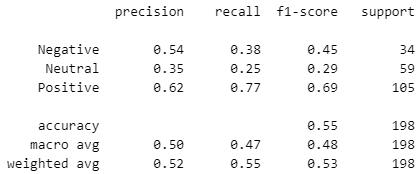 precision recall f1-score support
Negative 0.54 0.38 0.45 34
Neutral 0.35 0.25 0.29 59
Positive 0.62 0.77 0.69 105
accuracy 0.55 198
macro avg 0.50 0.47 0.48 198
weighted avg 0.52 0.55 0.53 198